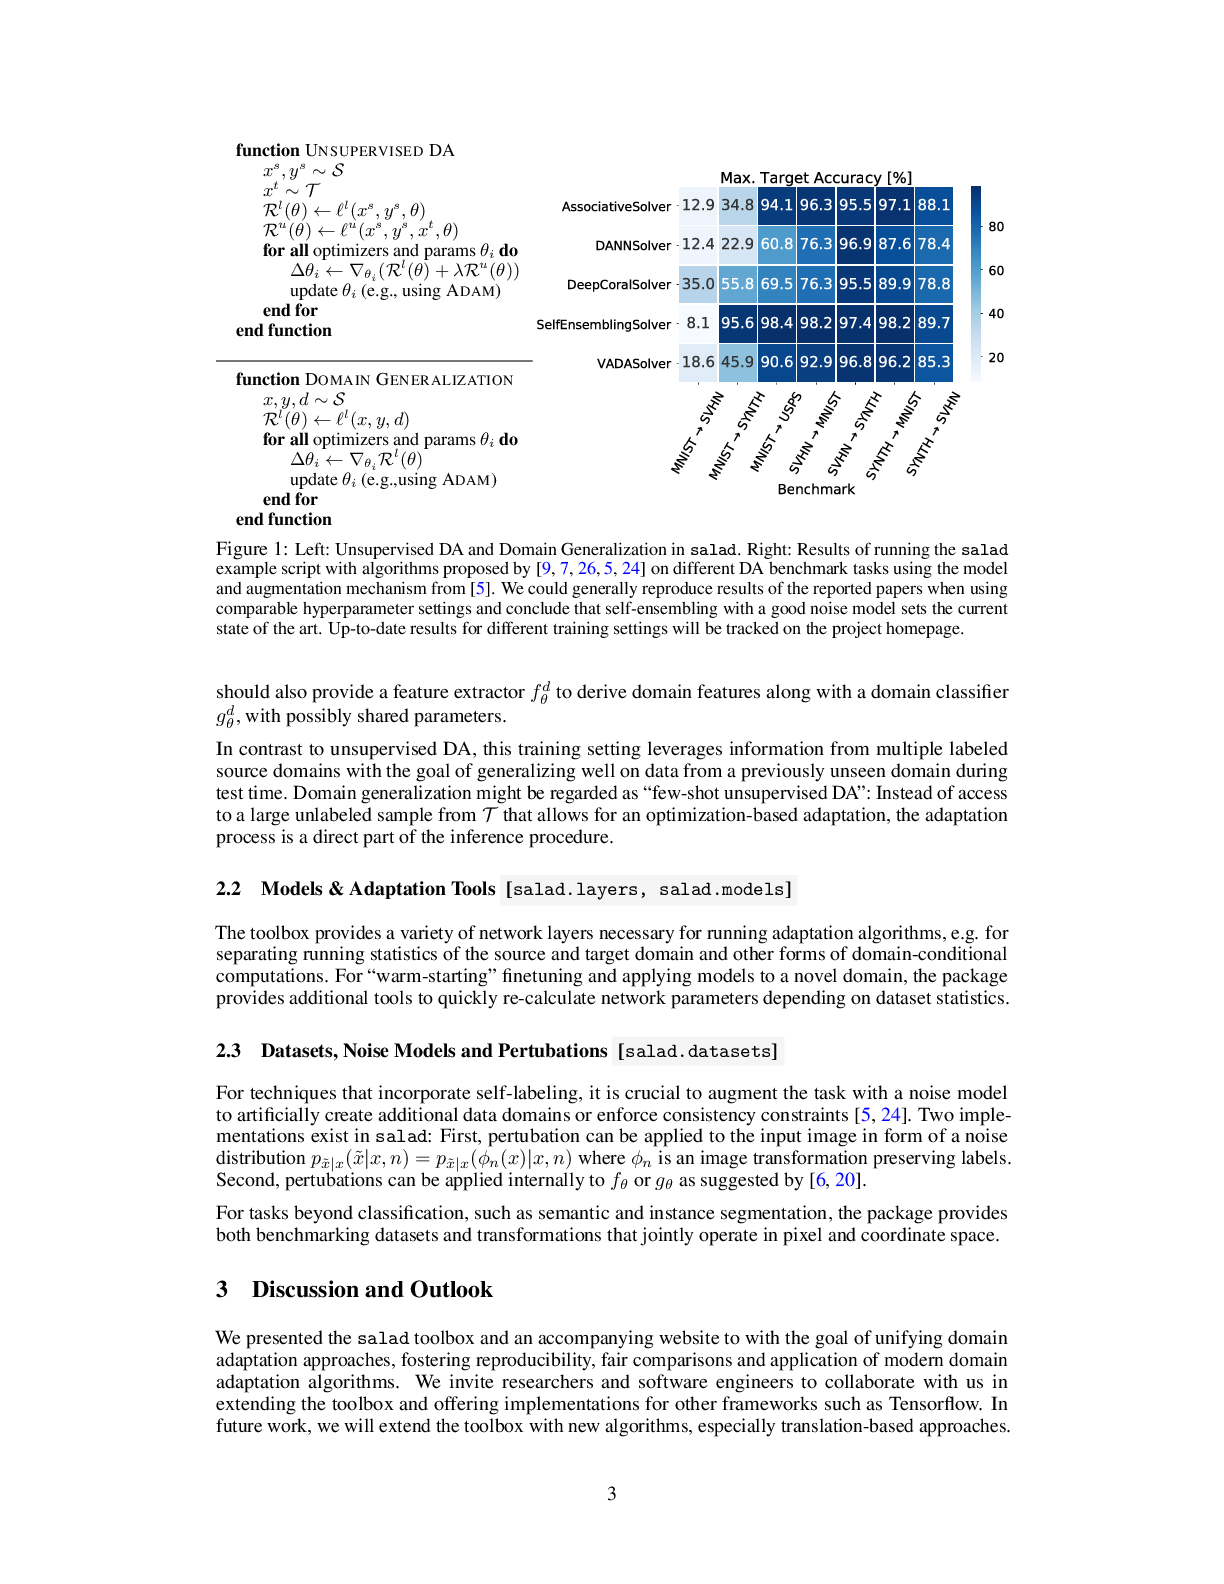 function UNSUPERVISED DA
xˢ, yˢ ∼ 𝒮
xᵗ ∼ 𝒯
ℛˡ(θ) ← ℓˡ(xˢ, yˢ, θ)
ℛᵘ(θ) ← ℓᵘ(xˢ, yˢ, xᵗ, θ)
for all optimizers and params θᵢ do
Δθᵢ ← ∇θᵢ(ℛˡ(θ) + λℛᵘ(θ))
update θᵢ (e.g., using ADAM)
end for
end function
function DOMAIN GENERALIZATION
x, y, d ∼ 𝒮
ℛˡ(θ) ← ℓˡ(x, y, d)
for all optimizers and params θᵢ do
Δθᵢ ← ∇θᵢℛˡ(θ)
update θᵢ (e.g.,using ADAM)
end for
end function
Max. Target Accuracy [%]
AssociativeSolver 12.9 34.8 94.1 96.3 95.5 97.1 88.1
DANNSolver 12.4 22.9 60.8 76.3 96.9 87.6 78.4
DeepCoralSolver 35.0 55.8 69.5 76.3 95.5 89.9 78.8
SelfEnsemblingSolver 8.1 95.6 98.4 98.2 97.4 98.2 89.7
VADASolver 18.6 45.9 90.6 92.9 96.8 96.2 85.3
80
60
40
20
MNIST → SVHN
MNIST → SYNTH
MNIST → USPS
SVHN → MNIST
SVHN → SYNTH
SYNTH → MNIST
SYNTH → SVHN
Benchmark
Figure 1: Left: Unsupervised DA and Domain Generalization in salad. Right: Results of running the salad
example script with algorithms proposed by [9, 7, 26, 5, 24] on different DA benchmark tasks using the model
and augmentation mechanism from [5]. We could generally reproduce results of the reported papers when using
comparable hyperparameter settings and conclude that self-ensembling with a good noise model sets the current
state of the art. Up-to-date results for different training settings will be tracked on the project homepage.
should also provide a feature extractor f_θ^d to derive domain features along with a domain classifier
g_θ^d, with possibly shared parameters.
In contrast to unsupervised DA, this training setting leverages information from multiple labeled
source domains with the goal of generalizing well on data from a previously unseen domain during
test time. Domain generalization might be regarded as “few-shot unsupervised DA”: Instead of access
to a large unlabeled sample from 𝒯 that allows for an optimization-based adaptation, the adaptation
process is a direct part of the inference procedure.
2.2 Models & Adaptation Tools [salad.layers, salad.models]
The toolbox provides a variety of network layers necessary for running adaptation algorithms, e.g. for
separating running statistics of the source and target domain and other forms of domain-conditional
computations. For “warm-starting” finetuning and applying models to a novel domain, the package
provides additional tools to quickly re-calculate network parameters depending on dataset statistics.
2.3 Datasets, Noise Models and Pertubations [salad.datasets]
For techniques that incorporate self-labeling, it is crucial to augment the task with a noise model
to artificially create additional data domains or enforce consistency constraints [5, 24]. Two imple-
mentations exist in salad: First, pertubation can be applied to the input image in form of a noise
distribution p_{x̃|x}(x̃|x, n) = p_{x̃|x}(ϕₙ(x)|x, n) where ϕₙ is an image transformation preserving labels.
Second, pertubations can be applied internally to f_θ or g_θ as suggested by [6, 20].
For tasks beyond classification, such as semantic and instance segmentation, the package provides
both benchmarking datasets and transformations that jointly operate in pixel and coordinate space.
3 Discussion and Outlook
We presented the salad toolbox and an accompanying website to with the goal of unifying domain
adaptation approaches, fostering reproducibility, fair comparisons and application of modern domain
adaptation algorithms. We invite researchers and software engineers to collaborate with us in
extending the toolbox and offering implementations for other frameworks such as Tensorflow. In
future work, we will extend the toolbox with new algorithms, especially translation-based approaches.
3